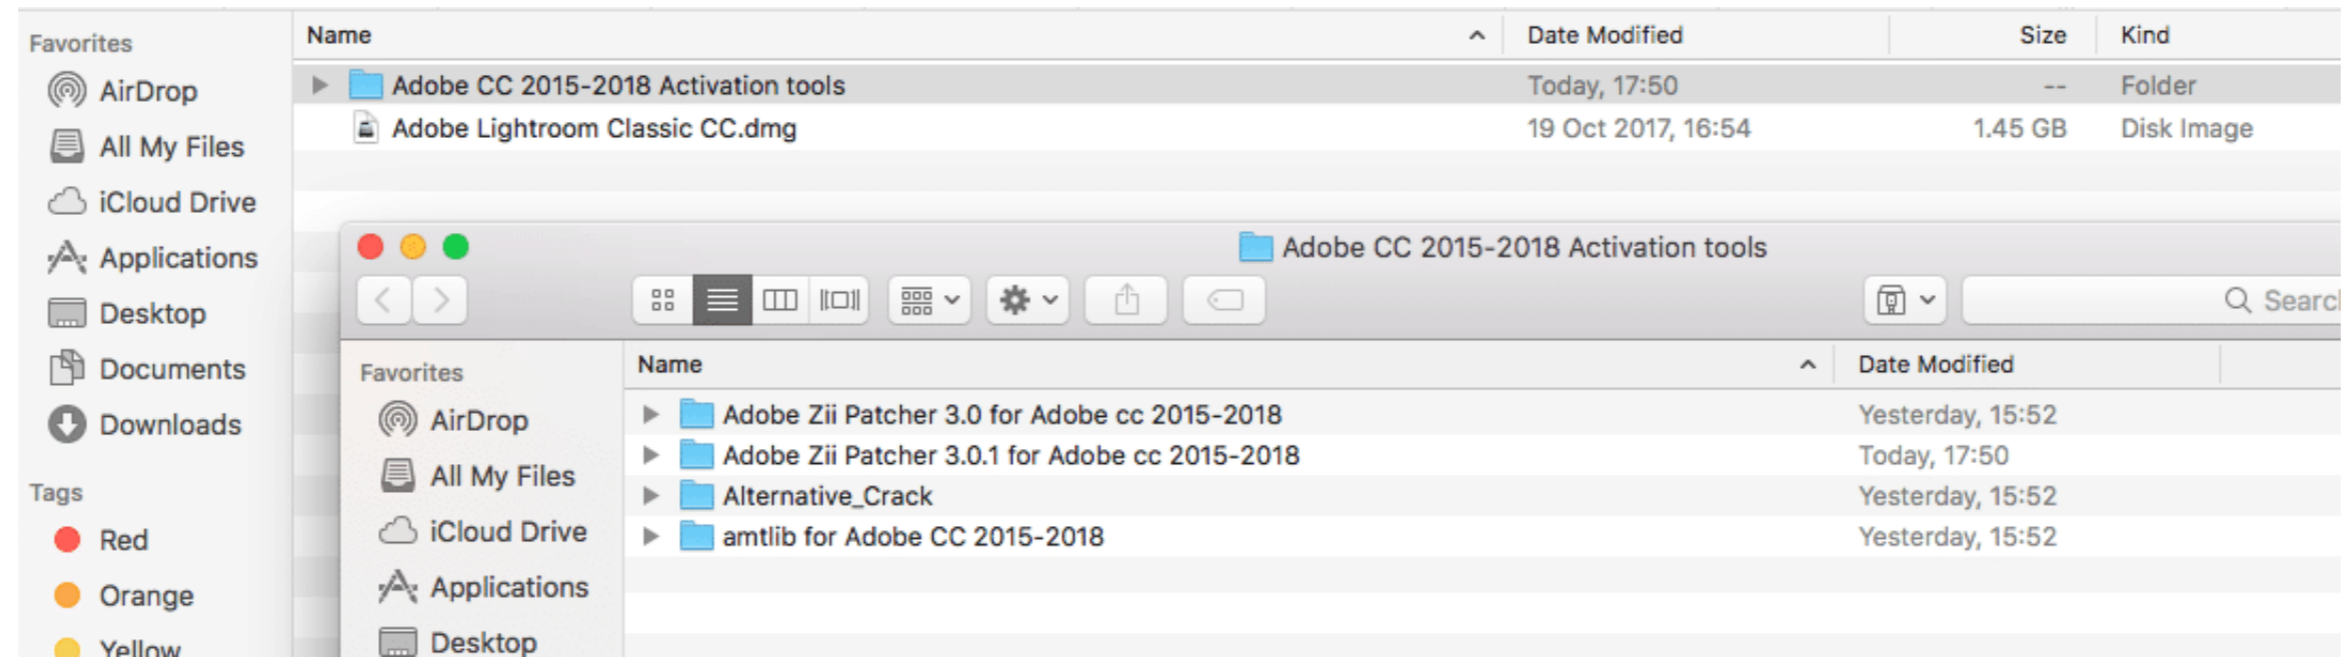 Favorites
Name Date Modified Size Kind
AirDrop
Adobe CC 2015-2018 Activation tools Today, 17:50 -- Folder
Adobe Lightroom Classic CC.dmg 19 Oct 2017, 16:54 1.45 GB Disk Image
All My Files
iCloud Drive
Applications
Desktop
Documents
Downloads
Tags
Red
Orange
Yellow
Adobe CC 2015-2018 Activation tools
Search
Favorites
AirDrop
All My Files
iCloud Drive
Applications
Desktop
Name Date Modified
Adobe Zii Patcher 3.0 for Adobe cc 2015-2018 Yesterday, 15:52
Adobe Zii Patcher 3.0.1 for Adobe cc 2015-2018 Today, 17:50
Alternative_Crack Yesterday, 15:52
amtlib for Adobe CC 2015-2018 Yesterday, 15:52